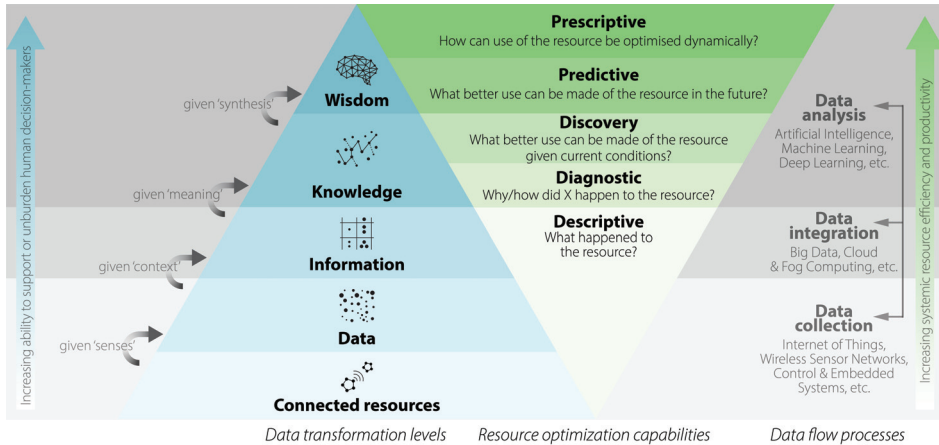 Increasing ability to support or unburden human decision-makers
given 'synthesis'
given 'meaning'
given 'context'
given 'senses'
Wisdom
Knowledge
Information
Data
Connected resources
Data transformation levels
Prescriptive
How can use of the resource be optimised dynamically?
Predictive
What better use can be made of the resource in the future?
Discovery
What better use can be made of the resource
given current conditions?
Diagnostic
Why/how did X happen to the resource?
Descriptive
What happened to
the resource?
Resource optimization capabilities
Data
analysis
Artificial Intelligence,
Machine Learning,
Deep Learning, etc.
Data
integration
Big Data, Cloud
& Fog Computing, etc.
Data
collection
Internet of Things,
Wireless Sensor Networks,
Control & Embedded
Systems, etc.
Data flow processes
Increasing systemic resource efficiency and productivity